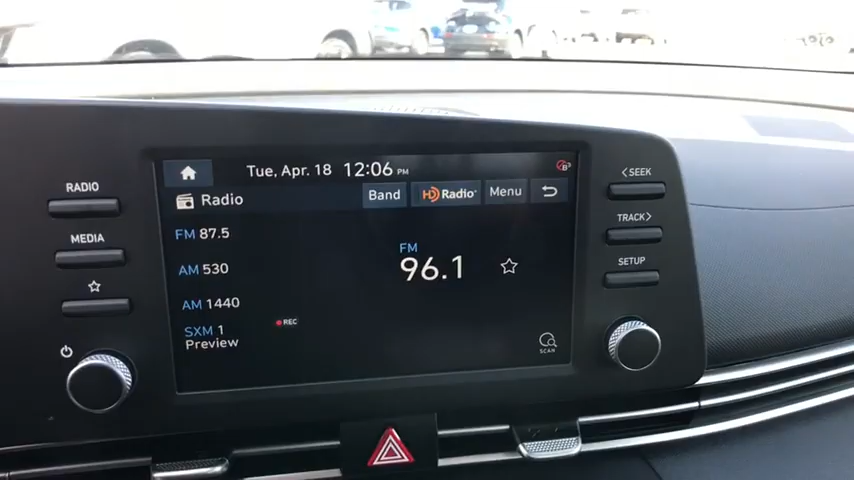 RADIO
MEDIA
Tue, Apr. 18 12:06 PM
Radio
Band
HD Radio
Menu
FM 87.5
AM 530
AM 1440
SXM 1
Preview
REC
FM
96.1
SCAN
< SEEK
TRACK >
SETUP